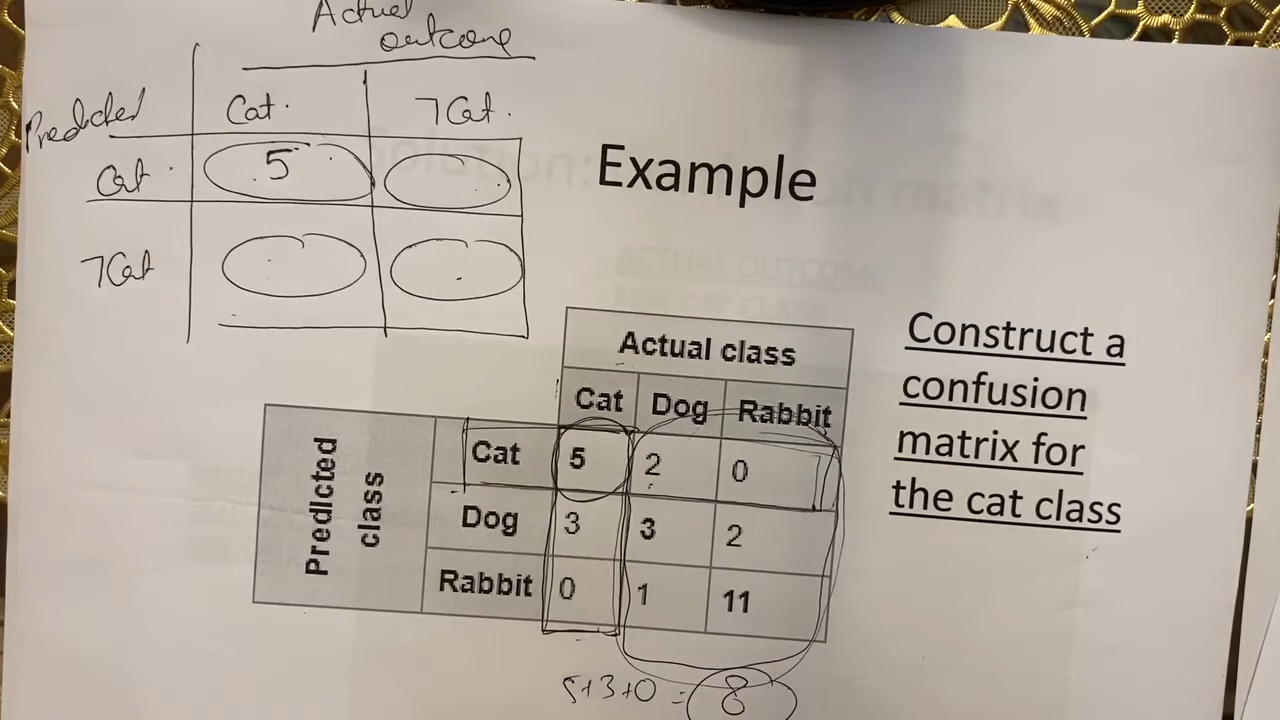 Actual
outcome
Predicted Cat. ¬Cat.
Cat. 5
¬Cat
Example
Construct a
confusion
matrix for
the cat class
Actual class
Cat Dog Rabbit
Predicted class
Cat 5 2 0
Dog 3 3 2
Rabbit 0 1 11
5+3+0 = 8
ACTUAL OUTCOME